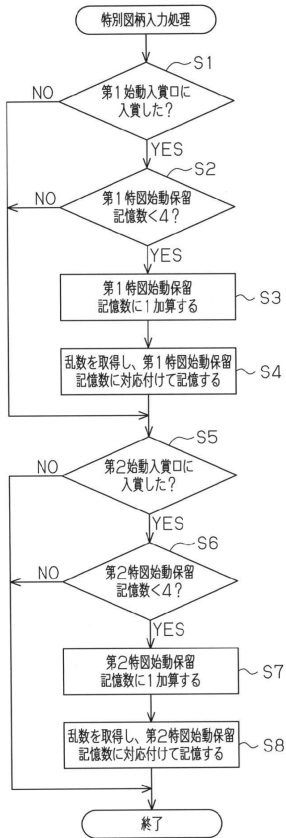 特別図柄入力処理
S1
第1始動入賞口に
入賞した?
NO
YES
S2
第1特図始動保留
記憶数<4?
NO
YES
第1特図始動保留
記憶数に1加算する
S3
乱数を取得し、第1特図始動保留
記憶数に対応付けて記憶する
S4
S5
第2始動入賞口に
入賞した?
NO
YES
S6
第2特図始動保留
記憶数<4?
NO
YES
第2特図始動保留
記憶数に1加算する
S7
乱数を取得し、第2特図始動保留
記憶数に対応付けて記憶する
S8
終了